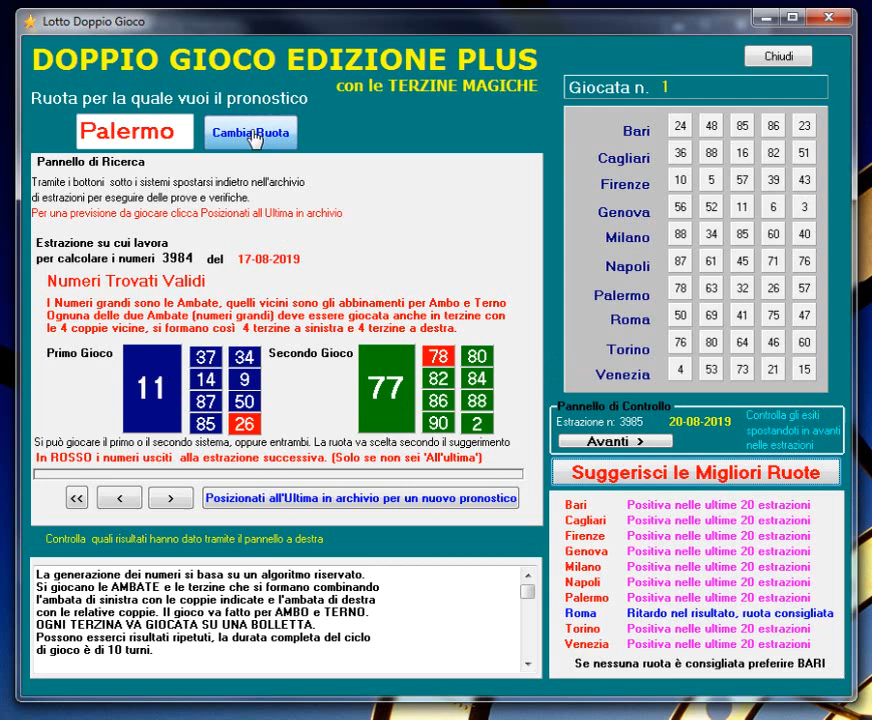 Lotto Doppio Gioco
DOPPIO GIOCO EDIZIONE PLUS
con le TERZINE MAGICHE
Ruota per la quale vuoi il pronostico
Palermo
Cambia Ruota
Pannello di Ricerca
Tramite i bottoni sotto i sistemi spostarsi indietro nell'archivio
di estrazioni per eseguire delle prove e verifiche.
Per una previsione da giocare clicca Posizionati all Ultima in archivio
Estrazione su cui lavora
per calcolare i numeri 3984 del 17-08-2019
Numeri Trovati Validi
I Numeri grandi sono le Ambate, quelli vicini sono gli abbinamenti per Ambo e Terno
Ognuna delle due Ambate (numeri grandi) deve essere giocata anche in terzine con
le 4 coppie vicine, si formano così 4 terzine a sinistra e 4 terzine a destra.
Primo Gioco
11
37 34
14 9
87 50
85 26
Secondo Gioco
77
78 80
82 84
86 88
90 2
Si può giocare il primo o il secondo sistema, oppure entrambi. La ruota va scelta secondo il suggerimento
In ROSSO i numeri usciti alla estrazione successiva. (Solo se non sei 'All'ultima')
<< < > Posizionati all'Ultima in archivio per un nuovo pronostico
Controlla quali risultati hanno dato tramite il pannello a destra
La generazione dei numeri si basa su un algoritmo riservato.
Si giocano le AMBATE e le terzine che si formano combinando
l'ambata di sinistra con le coppie indicate e l'ambata di destra
con le relative coppie. Il gioco va fatto per AMBO e TERNO.
OGNI TERZINA VA GIOCATA SU UNA BOLLETTA.
Possono esserci risultati ripetuti, la durata completa del ciclo
di gioco è di 10 turni.
Chiudi
Giocata n. 1
Bari 24 48 85 86 23
Cagliari 36 88 16 82 51
Firenze 10 5 57 39 43
Genova 56 52 11 6 3
Milano 88 34 85 60 40
Napoli 87 61 45 71 76
Palermo 78 63 32 26 57
Roma 50 69 41 75 47
Torino 76 80 64 46 60
Venezia 4 53 73 21 15
Pannello di Controllo
Estrazione n: 3985 20-08-2019
Avanti >
Controlla gli esiti
spostandoti in avanti
nelle estrazioni
Suggerisci le Migliori Ruote
Bari Positiva nelle ultime 20 estrazioni
Cagliari Positiva nelle ultime 20 estrazioni
Firenze Positiva nelle ultime 20 estrazioni
Genova Positiva nelle ultime 20 estrazioni
Milano Positiva nelle ultime 20 estrazioni
Napoli Positiva nelle ultime 20 estrazioni
Palermo Positiva nelle ultime 20 estrazioni
Roma Ritardo nel risultato, ruota consigliata
Torino Positiva nelle ultime 20 estrazioni
Venezia Positiva nelle ultime 20 estrazioni
Se nessuna ruota è consigliata preferire BARI